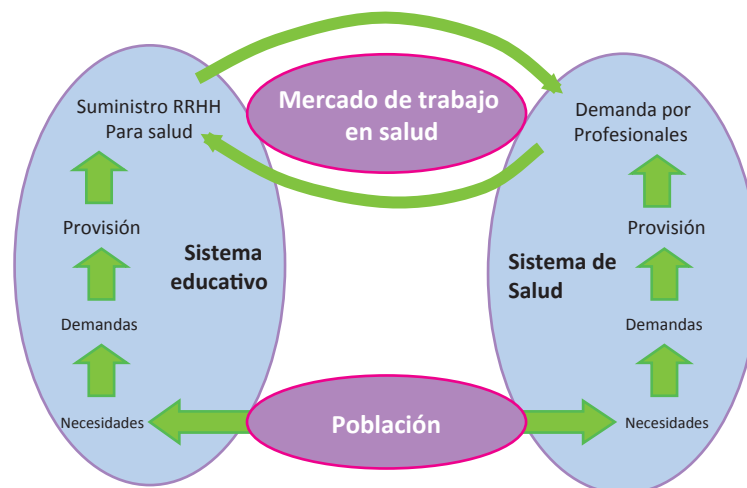 Suministro RRHH
Para salud
Provisión
Demandas
Necesidades
Sistema
educativo
Mercado de trabajo
en salud
Población
Demanda por
Profesionales
Provisión
Demandas
Necesidades
Sistema de
Salud